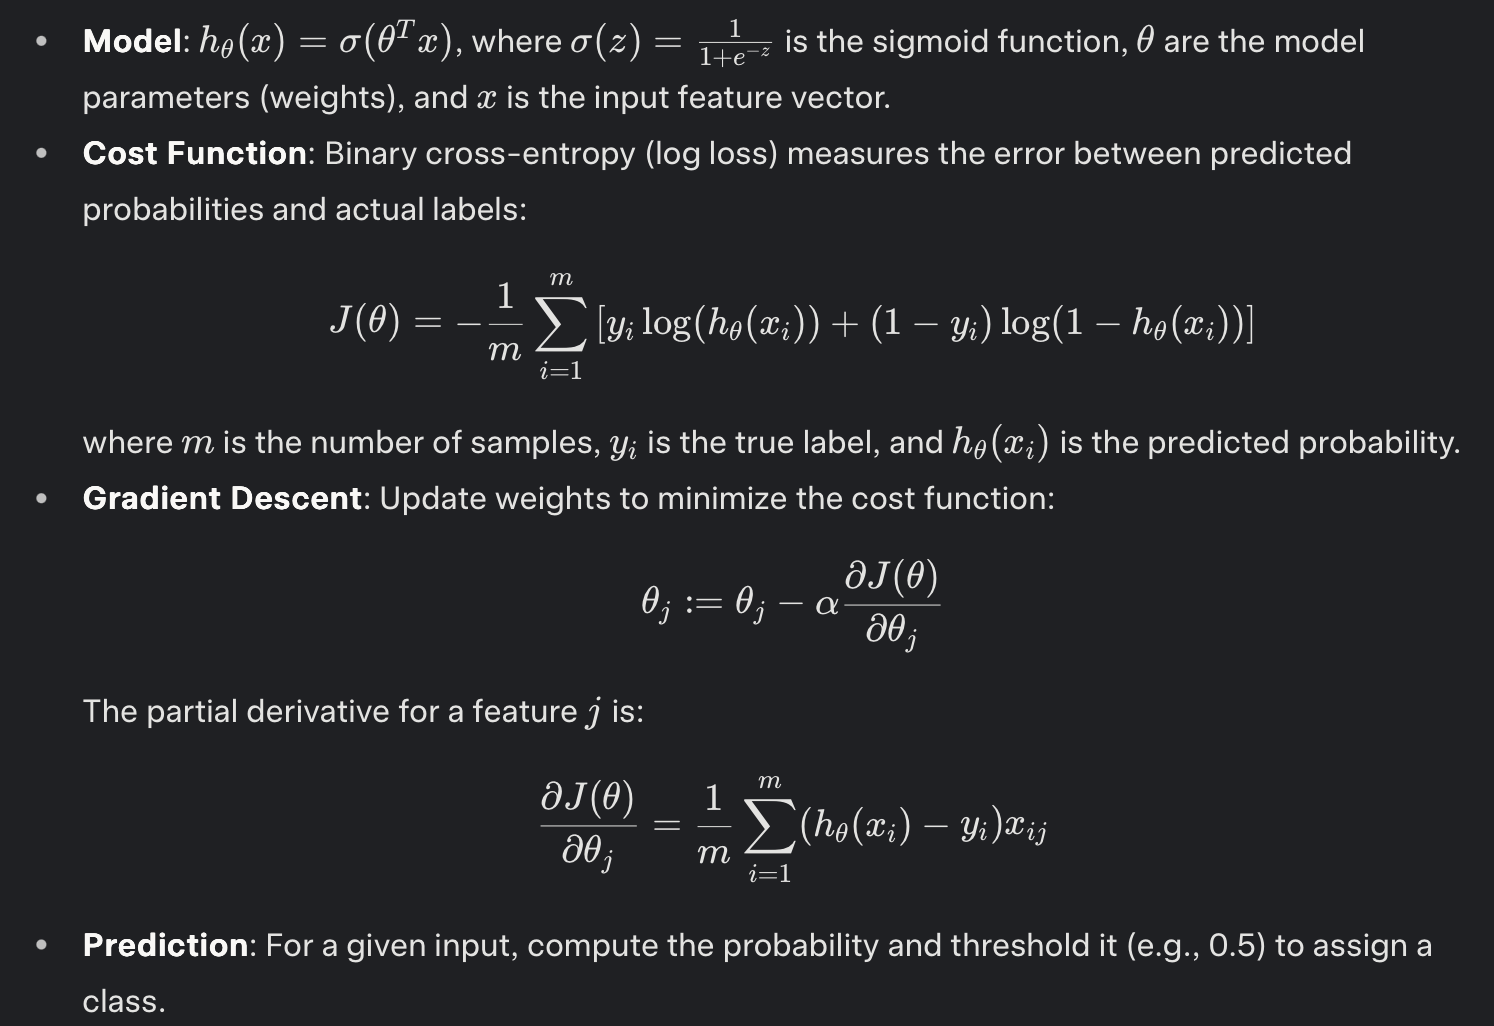 • Model: $h_\theta(x) = \sigma(\theta^T x)$, where $\sigma(z) = \frac{1}{1+e^{-z}}$ is the sigmoid function, $\theta$ are the model
parameters (weights), and $x$ is the input feature vector.
• Cost Function: Binary cross-entropy (log loss) measures the error between predicted
probabilities and actual labels:
$J(\theta) = -\frac{1}{m} \sum_{i=1}^{m} [y_i \log(h_\theta(x_i)) + (1 - y_i) \log(1 - h_\theta(x_i))]$
where $m$ is the number of samples, $y_i$ is the true label, and $h_\theta(x_i)$ is the predicted probability.
• Gradient Descent: Update weights to minimize the cost function:
$\theta_j := \theta_j - \alpha \frac{\partial J(\theta)}{\partial \theta_j}$
The partial derivative for a feature $j$ is:
$\frac{\partial J(\theta)}{\partial \theta_j} = \frac{1}{m} \sum_{i=1}^{m} (h_\theta(x_i) - y_i) x_{ij}$
• Prediction: For a given input, compute the probability and threshold it (e.g., 0.5) to assign a
class.